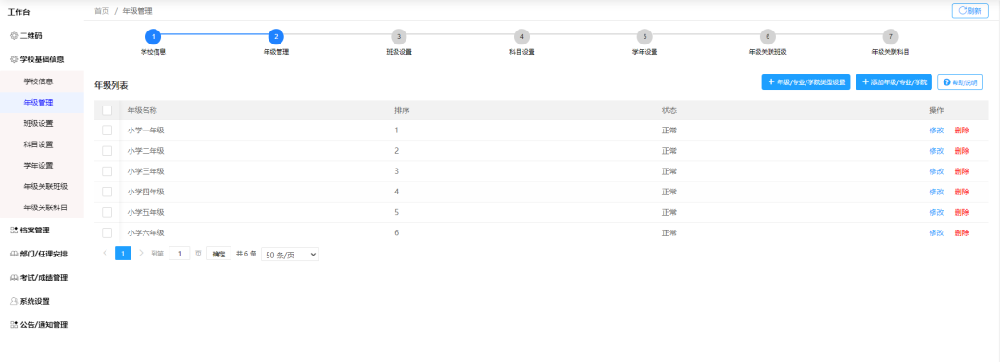 工作台
首页 / 年级管理
刷新
二维码
学校基础信息
学校信息
年级管理
班级设置
科目设置
学年设置
年级关联班级
年级关联科目
档案管理
部门/任课安排
考试/成绩管理
系统设置
公告/通知管理
1 2 3 4 5 6 7
学校信息 年级管理 班级设置 科目设置 学年设置 年级关联班级 年级关联科目
年级列表
+ 年级/专业/学院类型设置 + 添加年级/专业/学院 帮助说明
年级名称 排序 状态 操作
小学一年级 1 正常 修改 删除
小学二年级 2 正常 修改 删除
小学三年级 3 正常 修改 删除
小学四年级 4 正常 修改 删除
小学五年级 5 正常 修改 删除
小学六年级 6 正常 修改 删除
< 1 > 到第 1 页 确定 共 6 条 50 条/页